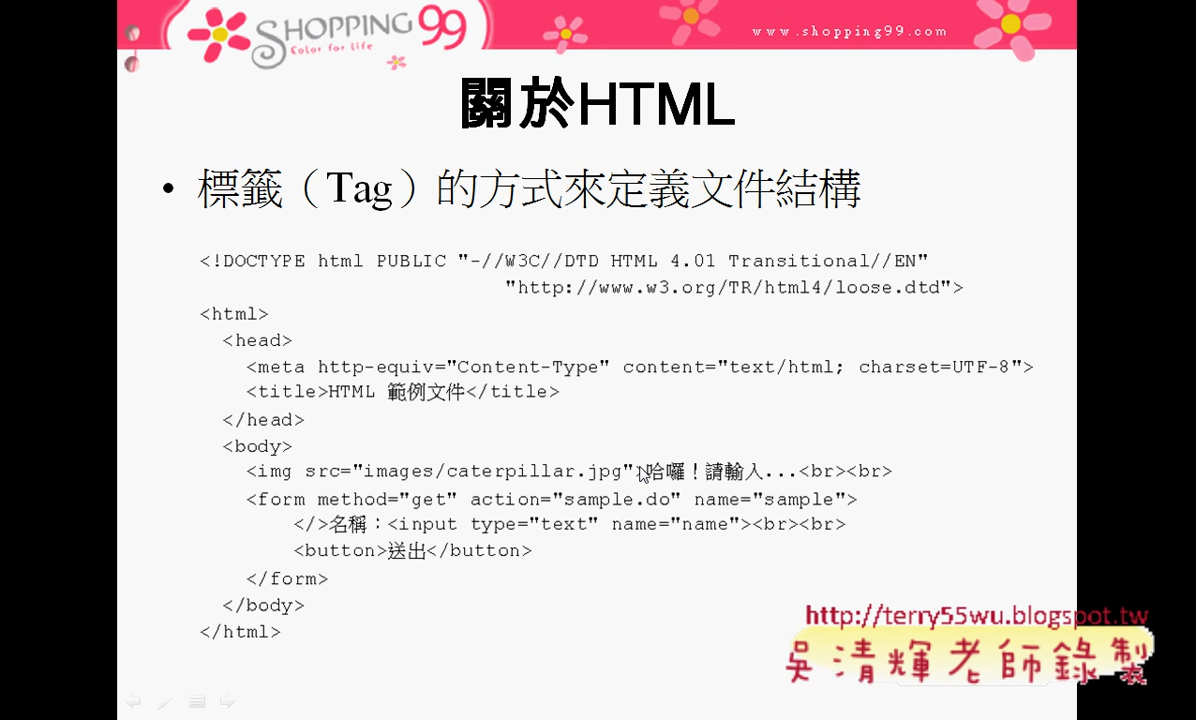 SHOPPING 99
Color for Life
www.shopping99.com
關於HTML
• 標籤（Tag）的方式來定義文件結構
<!DOCTYPE html PUBLIC "-//W3C//DTD HTML 4.01 Transitional//EN"
"http://www.w3.org/TR/html4/loose.dtd">
<html>
<head>
<meta http-equiv="Content-Type" content="text/html; charset=UTF-8">
<title>HTML 範例文件</title>
</head>
<body>
<img src="images/caterpillar.jpg">哈囉！請輸入...<br><br>
<form method="get" action="sample.do" name="sample">
</>名稱：<input type="text" name="name"><br><br>
<button>送出</button>
</form>
</body>
</html>
http://terry55wu.blogspot.tw
吳清輝老師錄製